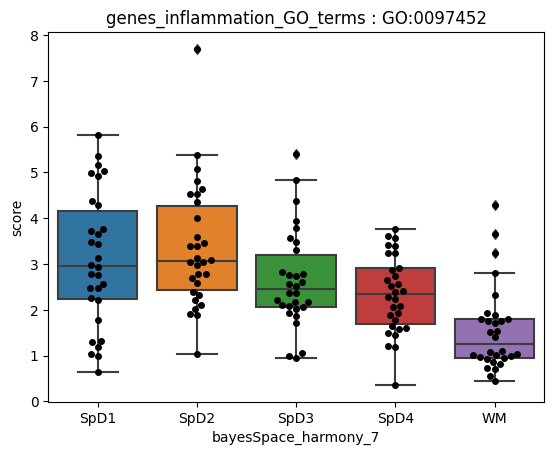 genes_inflammation_GO_terms : GO:0097452
8
7
6
5
4
3
2
1
0
score
SpD1 SpD2 SpD3 SpD4 WM
bayesSpace_harmony_7